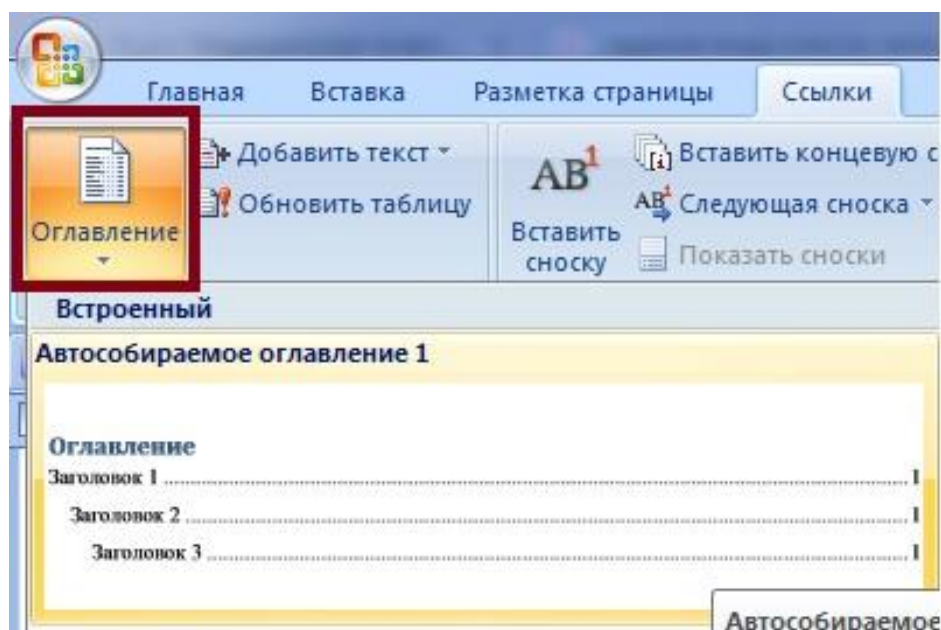 Главная Вставка Разметка страницы Ссылки
Оглавление
Добавить текст
Обновить таблицу
AB1
Вставить
сноску
[i] Вставить концевую с
AB1 Следующая сноска
Показать сноски
Встроенный
Автособираемое оглавление 1
Оглавление
Заголовок 1 ........ 1
Заголовок 2 ........ 1
Заголовок 3 ........ 1
Автособираемое